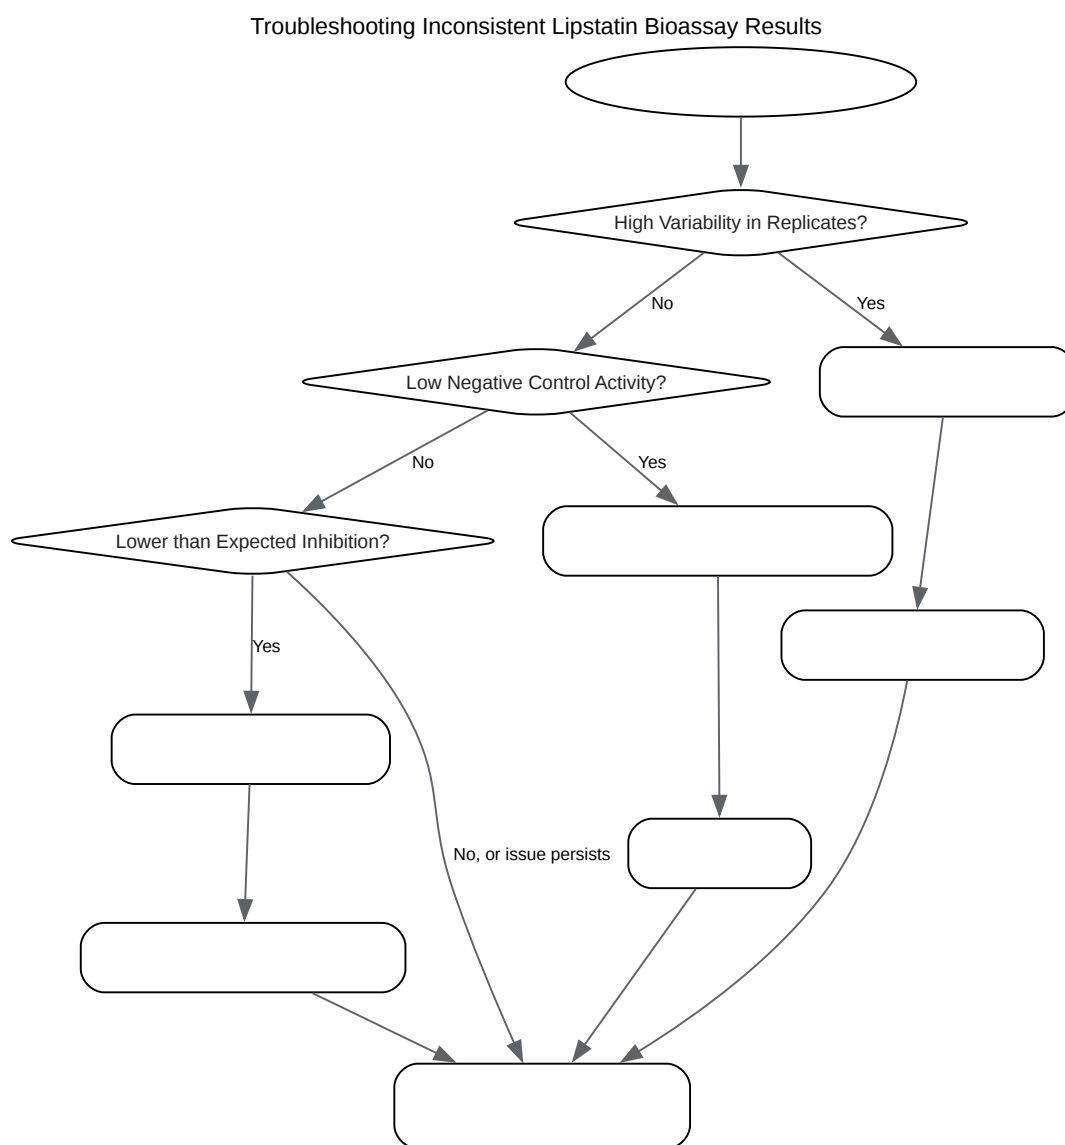 Troubleshooting Inconsistent Lipstatin Bioassay Results
High Variability in Replicates?
No
Yes
Low Negative Control Activity?
No
Yes
Lower than Expected Inhibition?
Yes
No, or issue persists